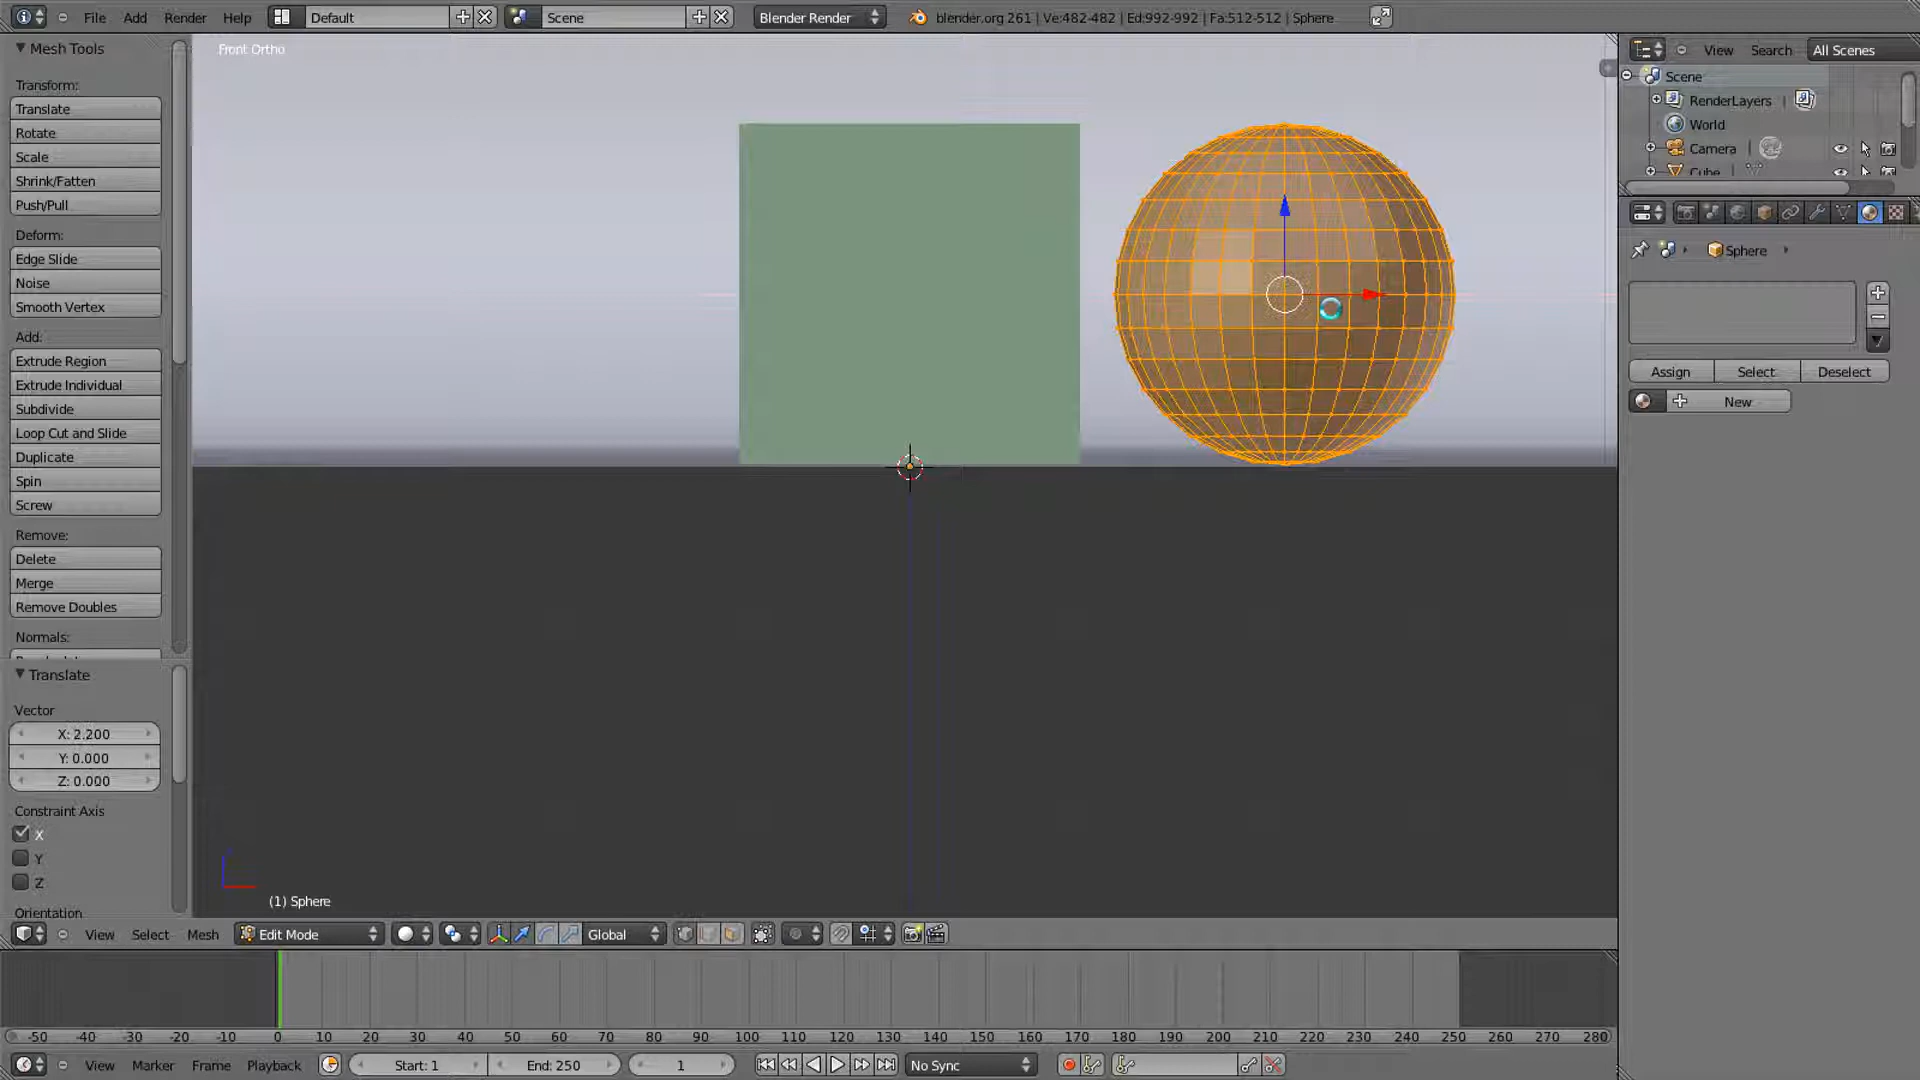 File Add Render Help Default Scene Blender Render blender.org 261 | Ve:482-482 | Ed:992-992 | Fa:512-512 | Sphere
Mesh Tools
Transform:
Translate
Rotate
Scale
Shrink/Fatten
Push/Pull
Deform:
Edge Slide
Noise
Smooth Vertex
Add:
Extrude Region
Extrude Individual
Subdivide
Loop Cut and Slide
Duplicate
Spin
Screw
Remove:
Delete
Merge
Remove Doubles
Normals:
Translate
Vector
X: 2.200
Y: 0.000
Z: 0.000
Constraint Axis
X
Y
Z
Orientation
Front Ortho
(1) Sphere
View Select Mesh Edit Mode Global
-50 -40 -30 -20 -10 0 10 20 30 40 50 60 70 80 90 100 110 120 130 140 150 160 170 180 190 200 210 220 230 240 250 260 270 280
View Marker Frame Playback Start: 1 End: 250 1 No Sync
View Search All Scenes
Scene
RenderLayers |
World
Camera |
Cube |
Sphere
Assign Select Deselect
New